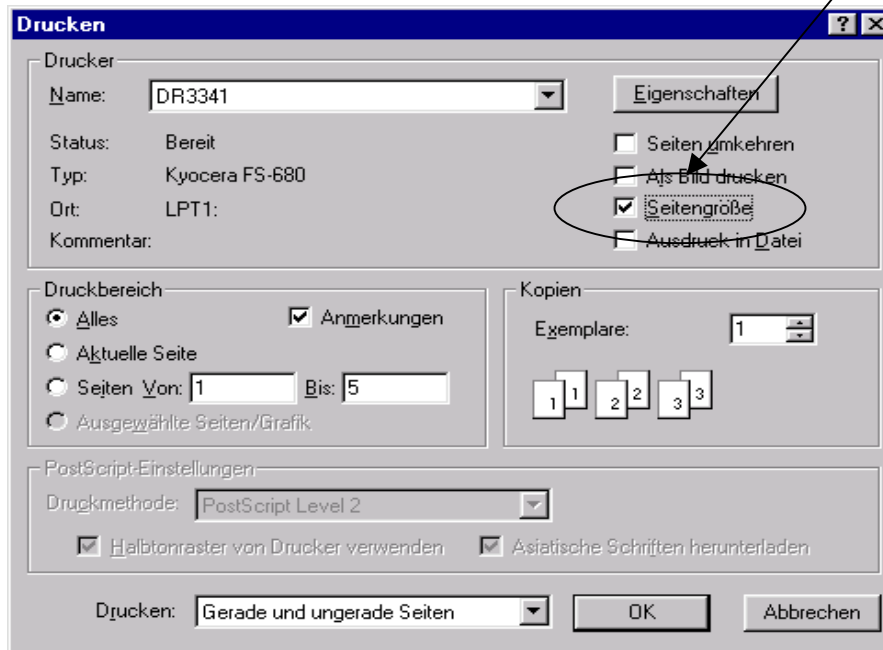 Drucken
Drucker
Name: DR3341 Eigenschaften
Status: Bereit Seiten umkehren
Typ: Kyocera FS-680 Als Bild drucken
Ort: LPT1: Seitengröße
Kommentar: Ausdruck in Datei
Druckbereich
Alles Anmerkungen
Aktuelle Seite
Seiten Von: 1 Bis: 5
Ausgewählte Seiten/Grafik
Kopien
Exemplare: 1
1 1 2 2 3 3
PostScript-Einstellungen
Druckmethode: PostScript Level 2
Halbtonraster von Drucker verwenden Asiatische Schriften herunterladen
Drucken: Gerade und ungerade Seiten OK Abbrechen